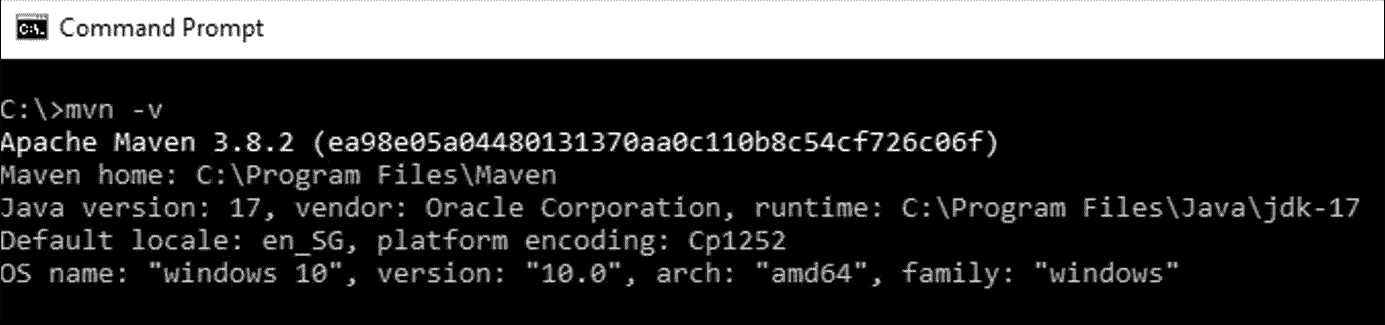 Command Prompt
C:\>mvn -v
Apache Maven 3.8.2 (ea98e05a04480131370aa0c110b8c54cf726c06f)
Maven home: C:\Program Files\Maven
Java version: 17, vendor: Oracle Corporation, runtime: C:\Program Files\Java\jdk-17
Default locale: en_SG, platform encoding: Cp1252
OS name: "windows 10", version: "10.0", arch: "amd64", family: "windows"